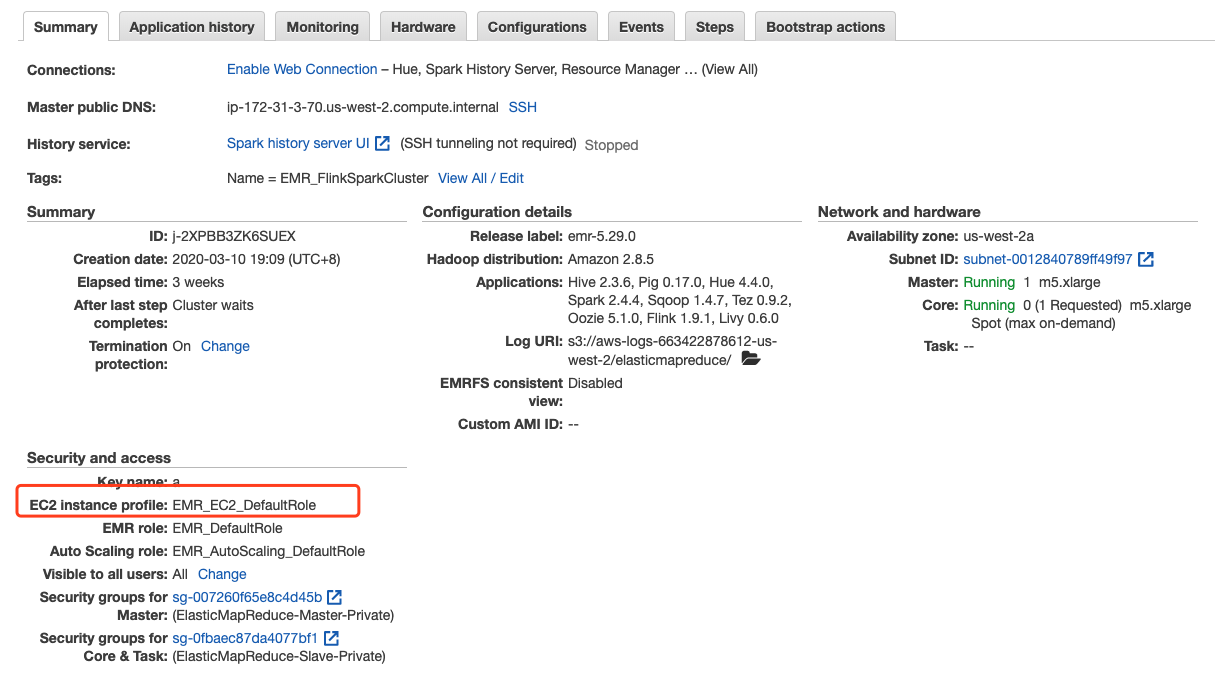 Summary Application history Monitoring Hardware Configurations Events Steps Bootstrap actions
Connections: Enable Web Connection – Hue, Spark History Server, Resource Manager … (View All)
Master public DNS: ip-172-31-3-70.us-west-2.compute.internal SSH
History service: Spark history server UI (SSH tunneling not required) Stopped
Tags: Name = EMR_FlinkSparkCluster View All / Edit
Summary
ID: j-2XPBB3ZK6SUEX
Creation date: 2020-03-10 19:09 (UTC+8)
Elapsed time: 3 weeks
After last step Cluster waits
completes:
Termination On Change
protection:
Configuration details
Release label: emr-5.29.0
Hadoop distribution: Amazon 2.8.5
Applications: Hive 2.3.6, Pig 0.17.0, Hue 4.4.0,
Spark 2.4.4, Sqoop 1.4.7, Tez 0.9.2,
Oozie 5.1.0, Flink 1.9.1, Livy 0.6.0
Log URI: s3://aws-logs-663422878612-us-
west-2/elasticmapreduce/
EMRFS consistent Disabled
view:
Custom AMI ID: --
Network and hardware
Availability zone: us-west-2a
Subnet ID: subnet-0012840789ff49f97
Master: Running 1 m5.xlarge
Core: Running 0 (1 Requested) m5.xlarge
Spot (max on-demand)
Task: --
Security and access
Key name: a
EC2 instance profile: EMR_EC2_DefaultRole
EMR role: EMR_DefaultRole
Auto Scaling role: EMR_AutoScaling_DefaultRole
Visible to all users: All Change
Security groups for sg-007260f65e8c4d45b
Master: (ElasticMapReduce-Master-Private)
Security groups for sg-0fbaec87da4077bf1
Core & Task: (ElasticMapReduce-Slave-Private)